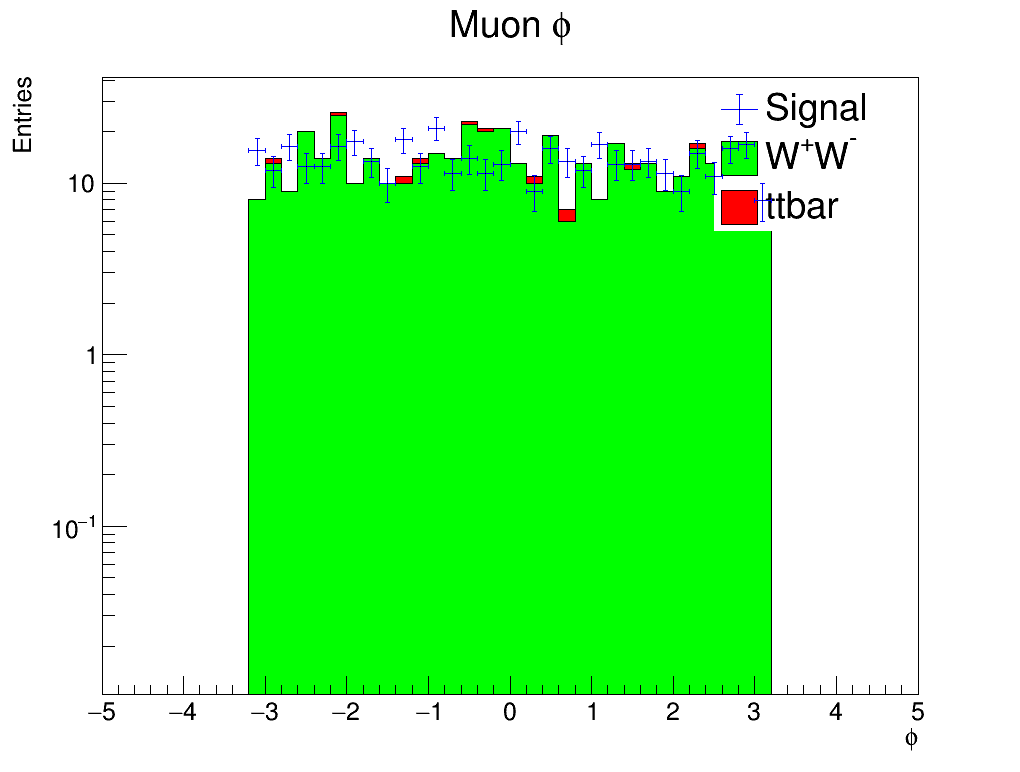 Muon ϕ
Entries
Signal
W⁺W⁻
ttbar
10
1
10⁻¹
−5 −4 −3 −2 −1 0 1 2 3 4 5
ϕ